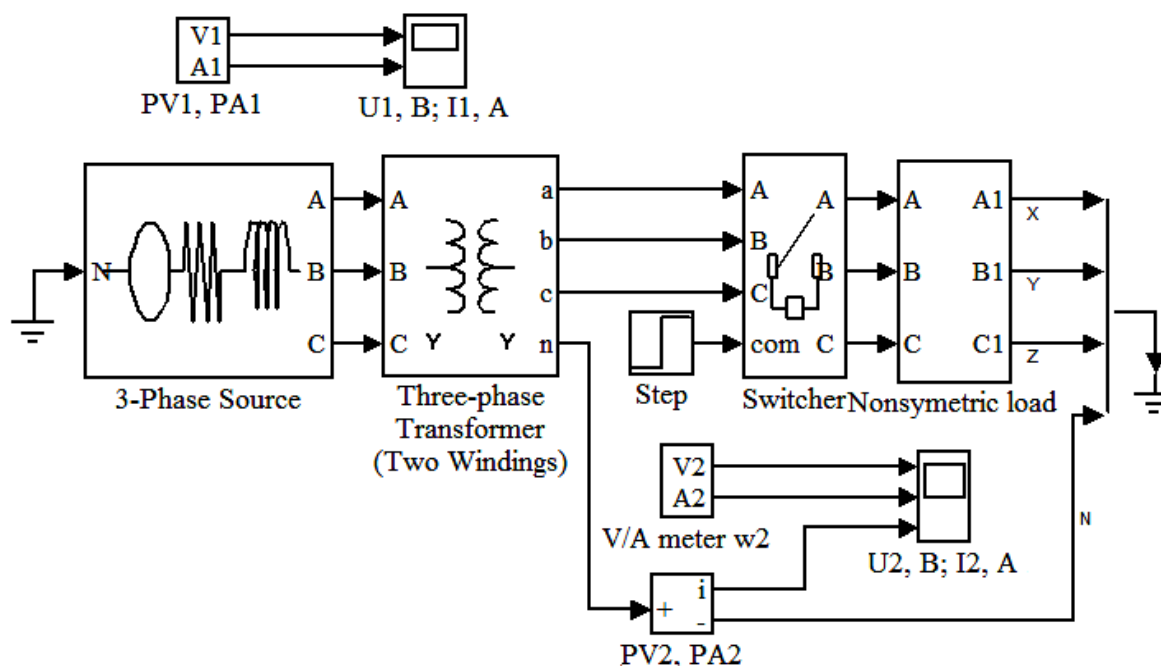 V1
A1
PV1, PA1
U1, B; I1, A
N
A
B
C
3-Phase Source
A
B
C
Y Y
a
b
c
n
Three-phase
Transformer
(Two Windings)
Step
A
B
C
com
A
B
C
Switcher
A
B
C
A1
B1
C1
Nonsymetric load
X
Y
Z
N
V2
A2
V/A meter w2
U2, B; I2, A
+
i
-
PV2, PA2